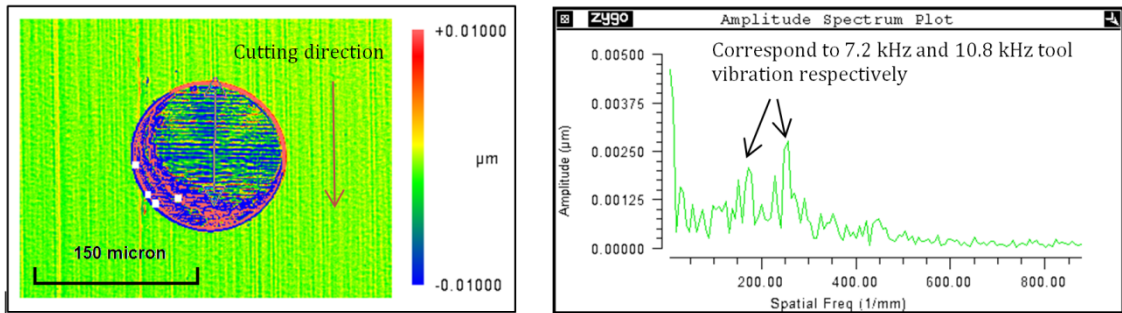 Cutting direction
+0.01000
µm
-0.01000
150 micron
zygo
Amplitude Spectrum Plot
Correspond to 7.2 kHz and 10.8 kHz tool
vibration respectively
0.00500
0.00375
0.00250
0.00125
0.00000
Amplitude (µm)
200.00
400.00
600.00
800.00
Spatial Freq (1/mm)